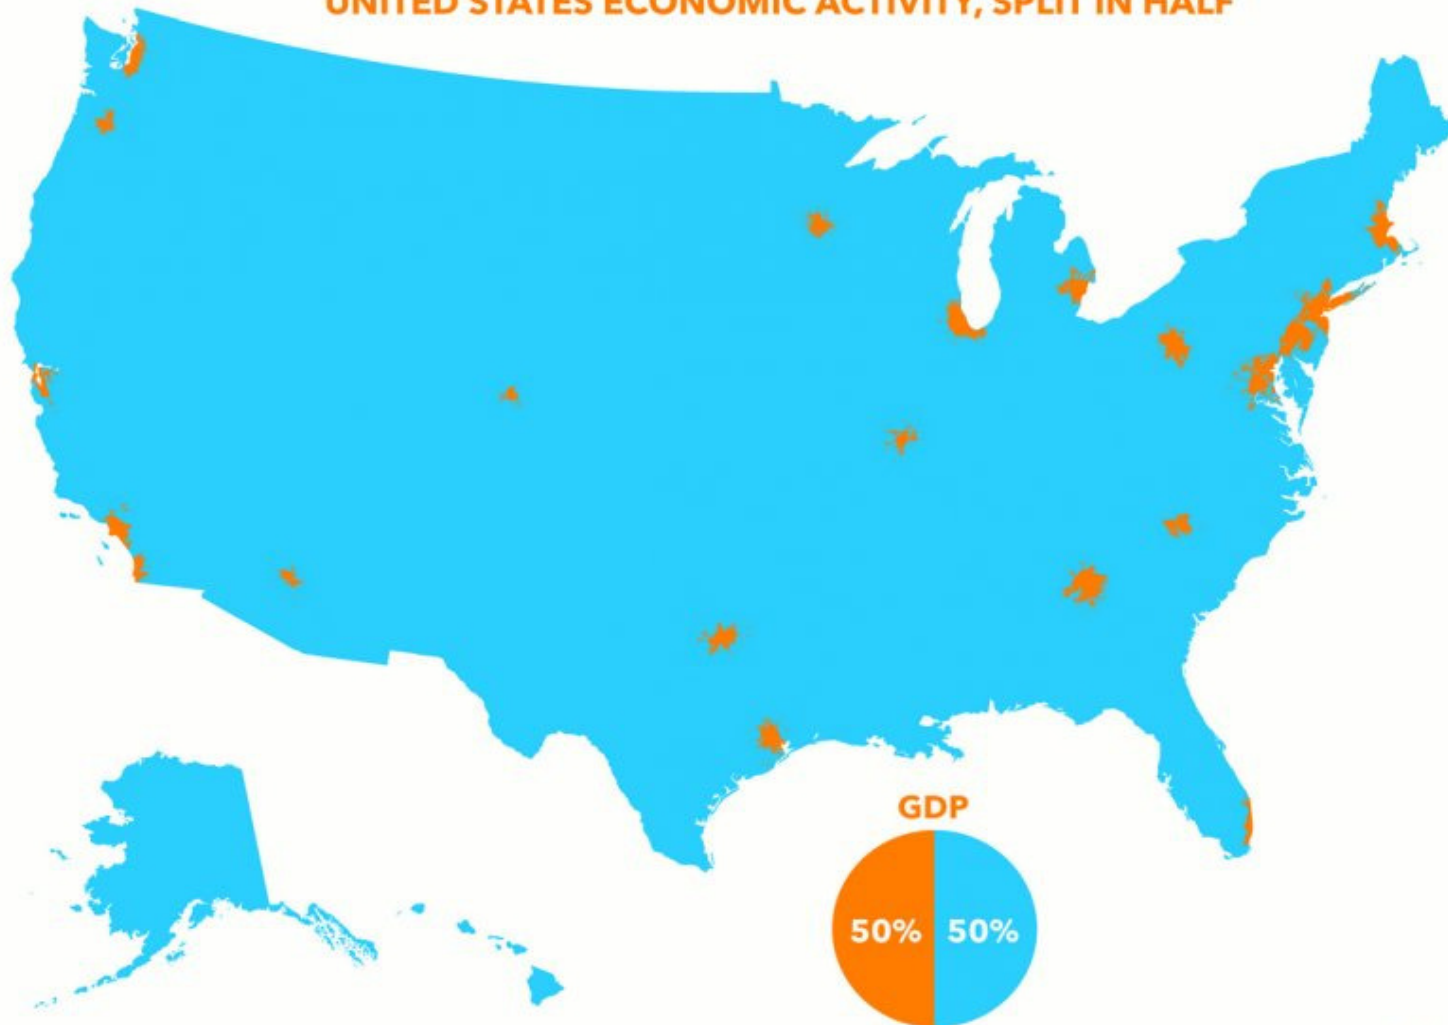 UNITED STATES ECONOMIC ACTIVITY, SPLIT IN HALF
GDP
50% 50%